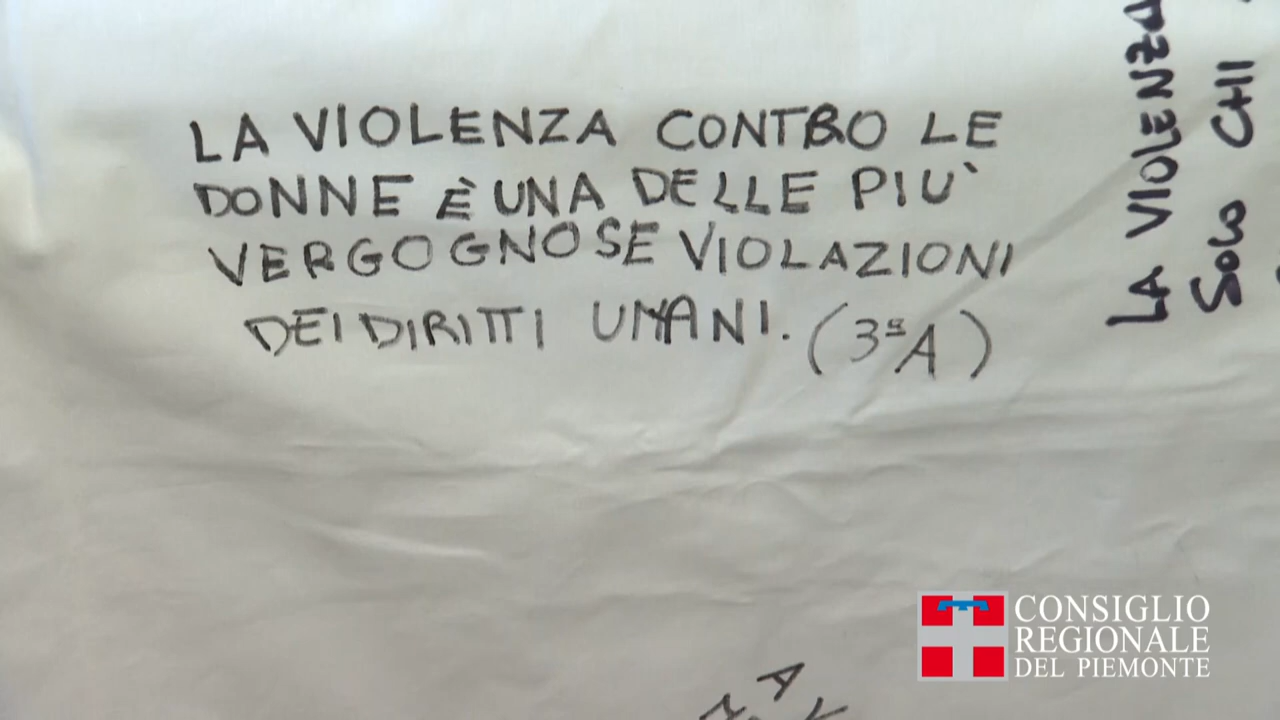 LA VIOLENZA CONTRO LE
DONNE È UNA DELLE PIÙ
VERGOGNOSE VIOLAZIONI
DEI DIRITTI UMANI. (3ªA)
LA VIOLENZA
SOLO CHI
CONSIGLIO
REGIONALE
DEL PIEMONTE